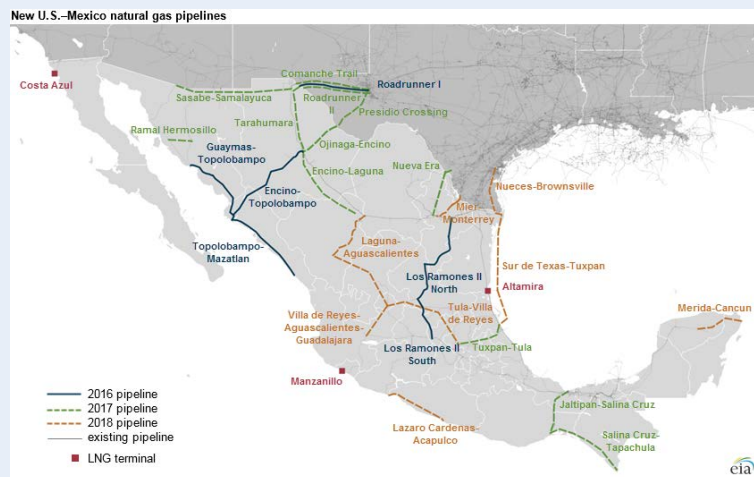 New U.S.–Mexico natural gas pipelines
Costa Azul
Comanche Trail
Roadrunner I
Sasabe-Samalayuca
Roadrunner
II
Presidio Crossing
Tarahumara
Ramal Hermosillo
Guaymas-
Topolobampo
Ojinaga-Encino
Encino-Laguna
Nueva Era
Nueces-Brownsville
Encino-
Topolobampo
Mier-
Monterrey
Topolobampo-
Mazatlan
Laguna-
Aguascalientes
Sur de Texas-Tuxpan
Los Ramones II
North
Altamira
Villa de Reyes-
Aguascalientes-
Guadalajara
Tula-Villa
de Reyes
Merida-Cancun
Los Ramones II
South
Tuxpan-Tula
Manzanillo
Jaltipan-Salina Cruz
Lazaro Cardenas-
Acapulco
Salina Cruz-
Tapachula
2016 pipeline
2017 pipeline
2018 pipeline
existing pipeline
LNG terminal
eia